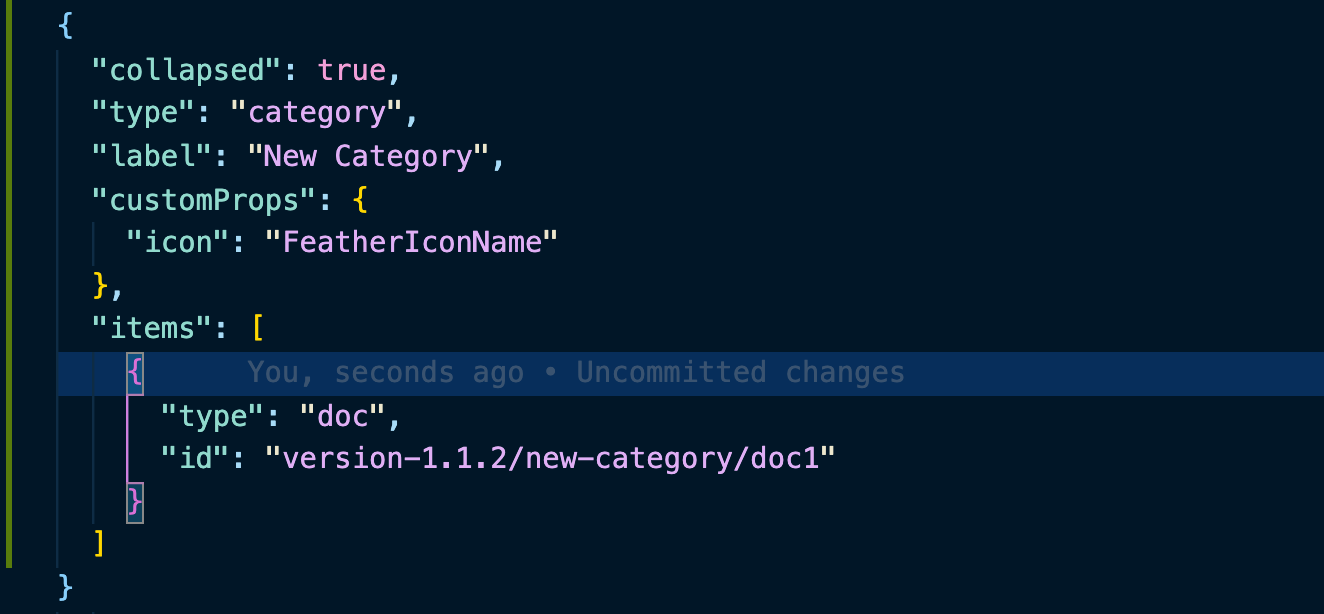 {
  "collapsed": true,
  "type": "category",
  "label": "New Category",
  "customProps": {
    "icon": "FeatherIconName"
  },
  "items": [
    {      You, seconds ago • Uncommitted changes
      "type": "doc",
      "id": "version-1.1.2/new-category/doc1"
    }
  ]
}